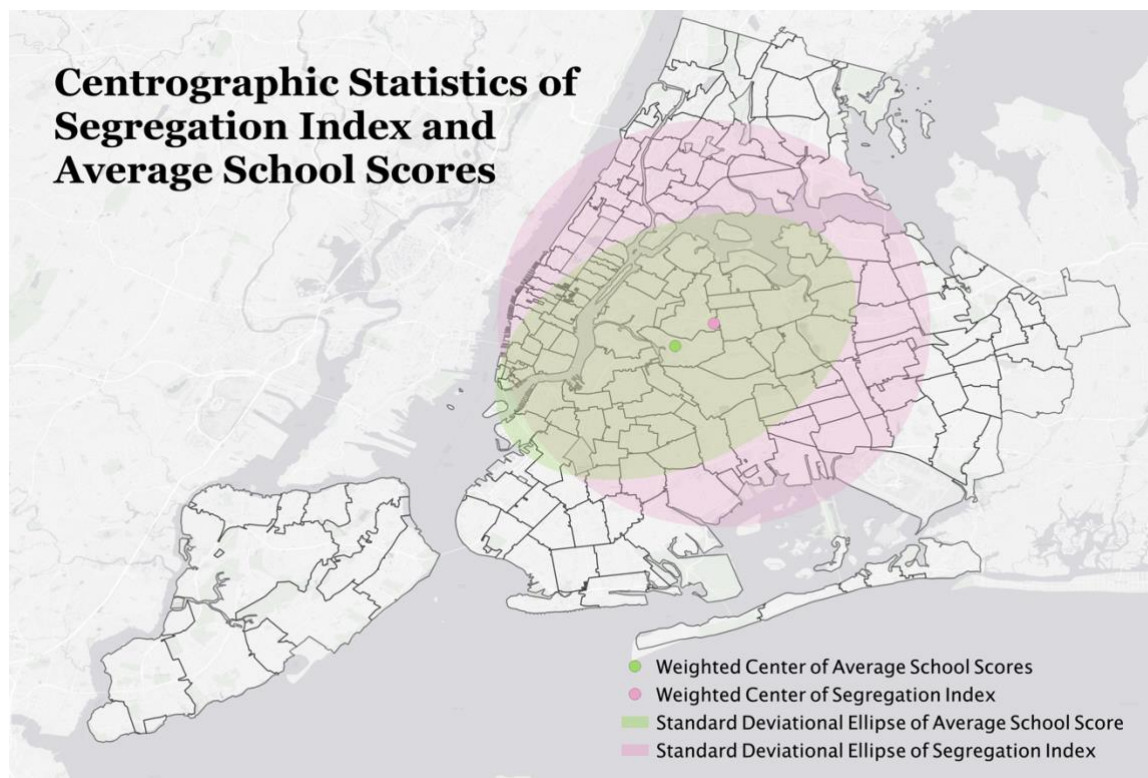 Centrographic Statistics of
Segregation Index and
Average School Scores
Weighted Center of Average School Scores
Weighted Center of Segregation Index
Standard Deviational Ellipse of Average School Score
Standard Deviational Ellipse of Segregation Index